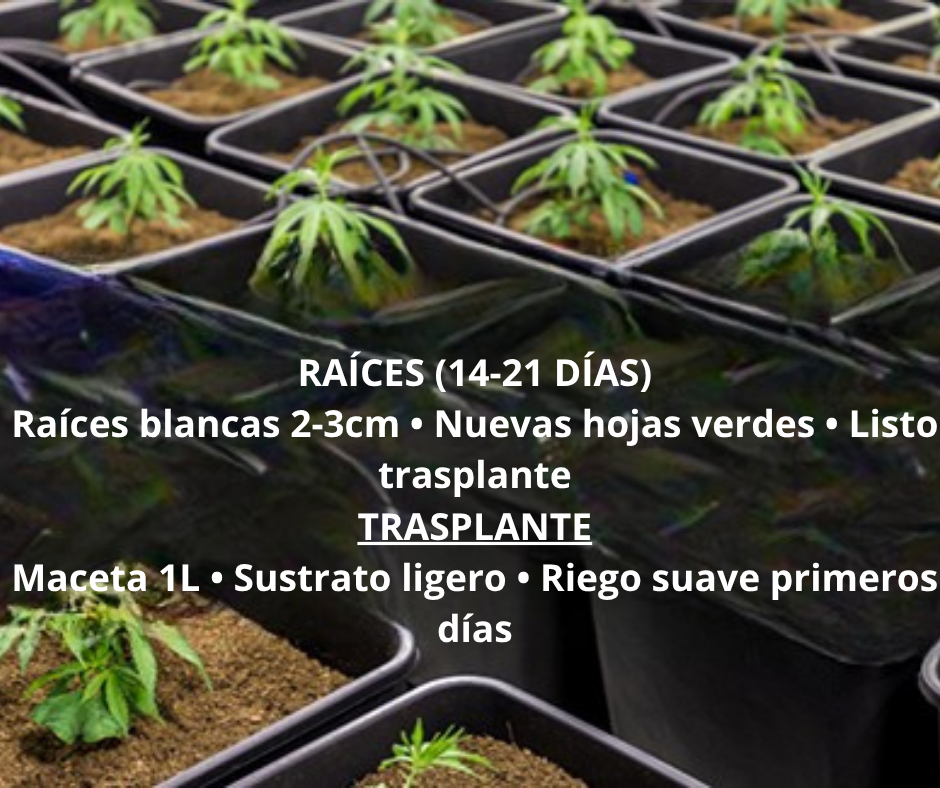 RAÍCES (14-21 DÍAS)
Raíces blancas 2-3cm • Nuevas hojas verdes • Listo
trasplante
TRASPLANTE
Maceta 1L • Sustrato ligero • Riego suave primeros
días